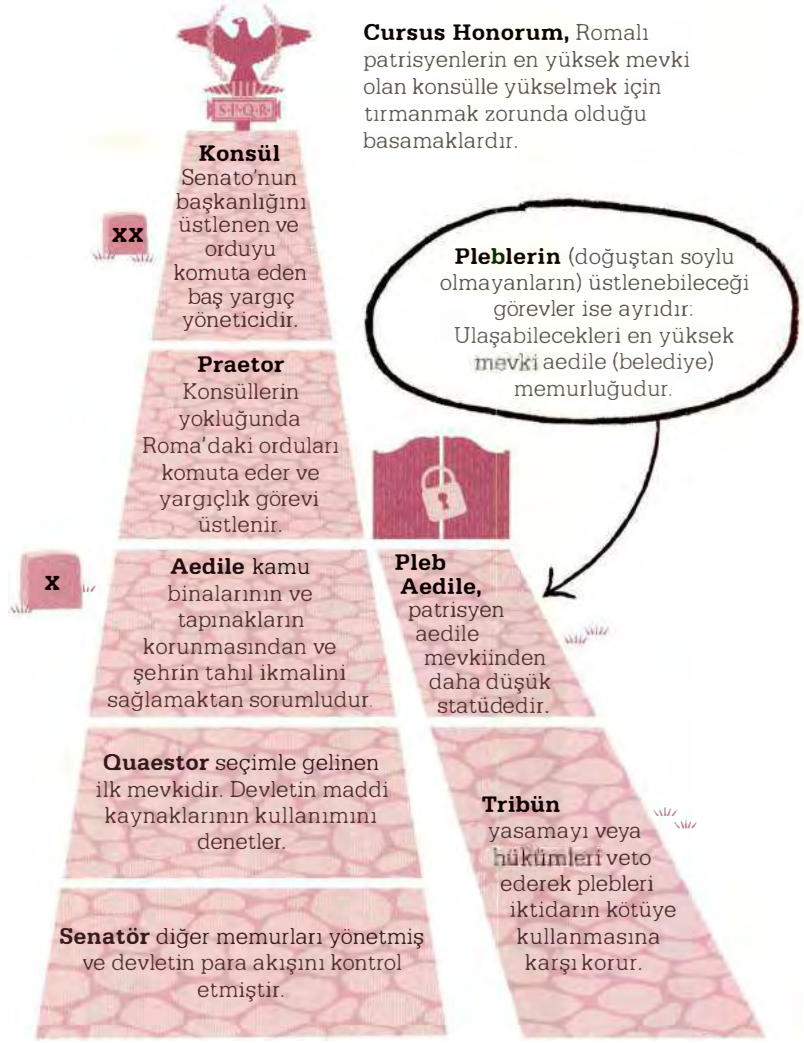 Cursus Honorum, Romalı
patrisyenlerin en yüksek mevki
olan konsülle yükselmek için
tırmanmak zorunda olduğu
basamaklardır.
S·P·Q·R
Konsül
Senato'nun
başkanlığını
üstlenen ve
orduyu
komuta eden
baş yargıç
yöneticidir.
XX
Pleblerin (doğuştan soylu
olmayanların) üstlenebileceği
görevler ise ayrıdır:
Ulaşabilecekleri en yüksek
mevki aedile (belediye)
memurluğudur.
Praetor
Konsüllerin
yokluğunda
Roma'daki orduları
komuta eder ve
yargıçlık görevi
üstlenir.
X
Aedile kamu
binalarının ve
tapınakların
korunmasından ve
şehrin tahıl ikmalini
sağlamaktan sorumludur.
Pleb
Aedile,
patrisyen
aedile
mevkiinden
daha düşük
statüdedir.
Quaestor seçimle gelinen
ilk mevkidir. Devletin maddi
kaynaklarının kullanımını
denetler.
Tribün
yasamayı veya
hükümleri veto
ederek plebleri
iktidarın kötüye
kullanmasına
karşı korur.
Senatör diğer memurları yönetmiş
ve devletin para akışını kontrol
etmiştir.